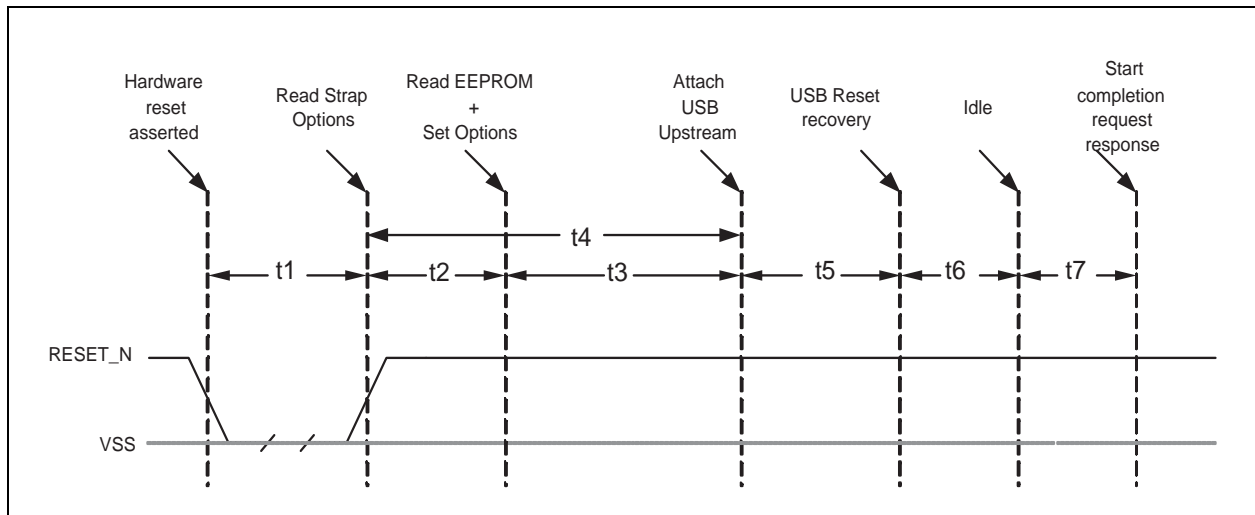 Hardware
reset
asserted
Read Strap
Options
Read EEPROM
+
Set Options
Attach
USB
Upstream
USB Reset
recovery
Idle
Start
completion
request
response
t4
t1
t2
t3
t5
t6
t7
RESET_N
VSS